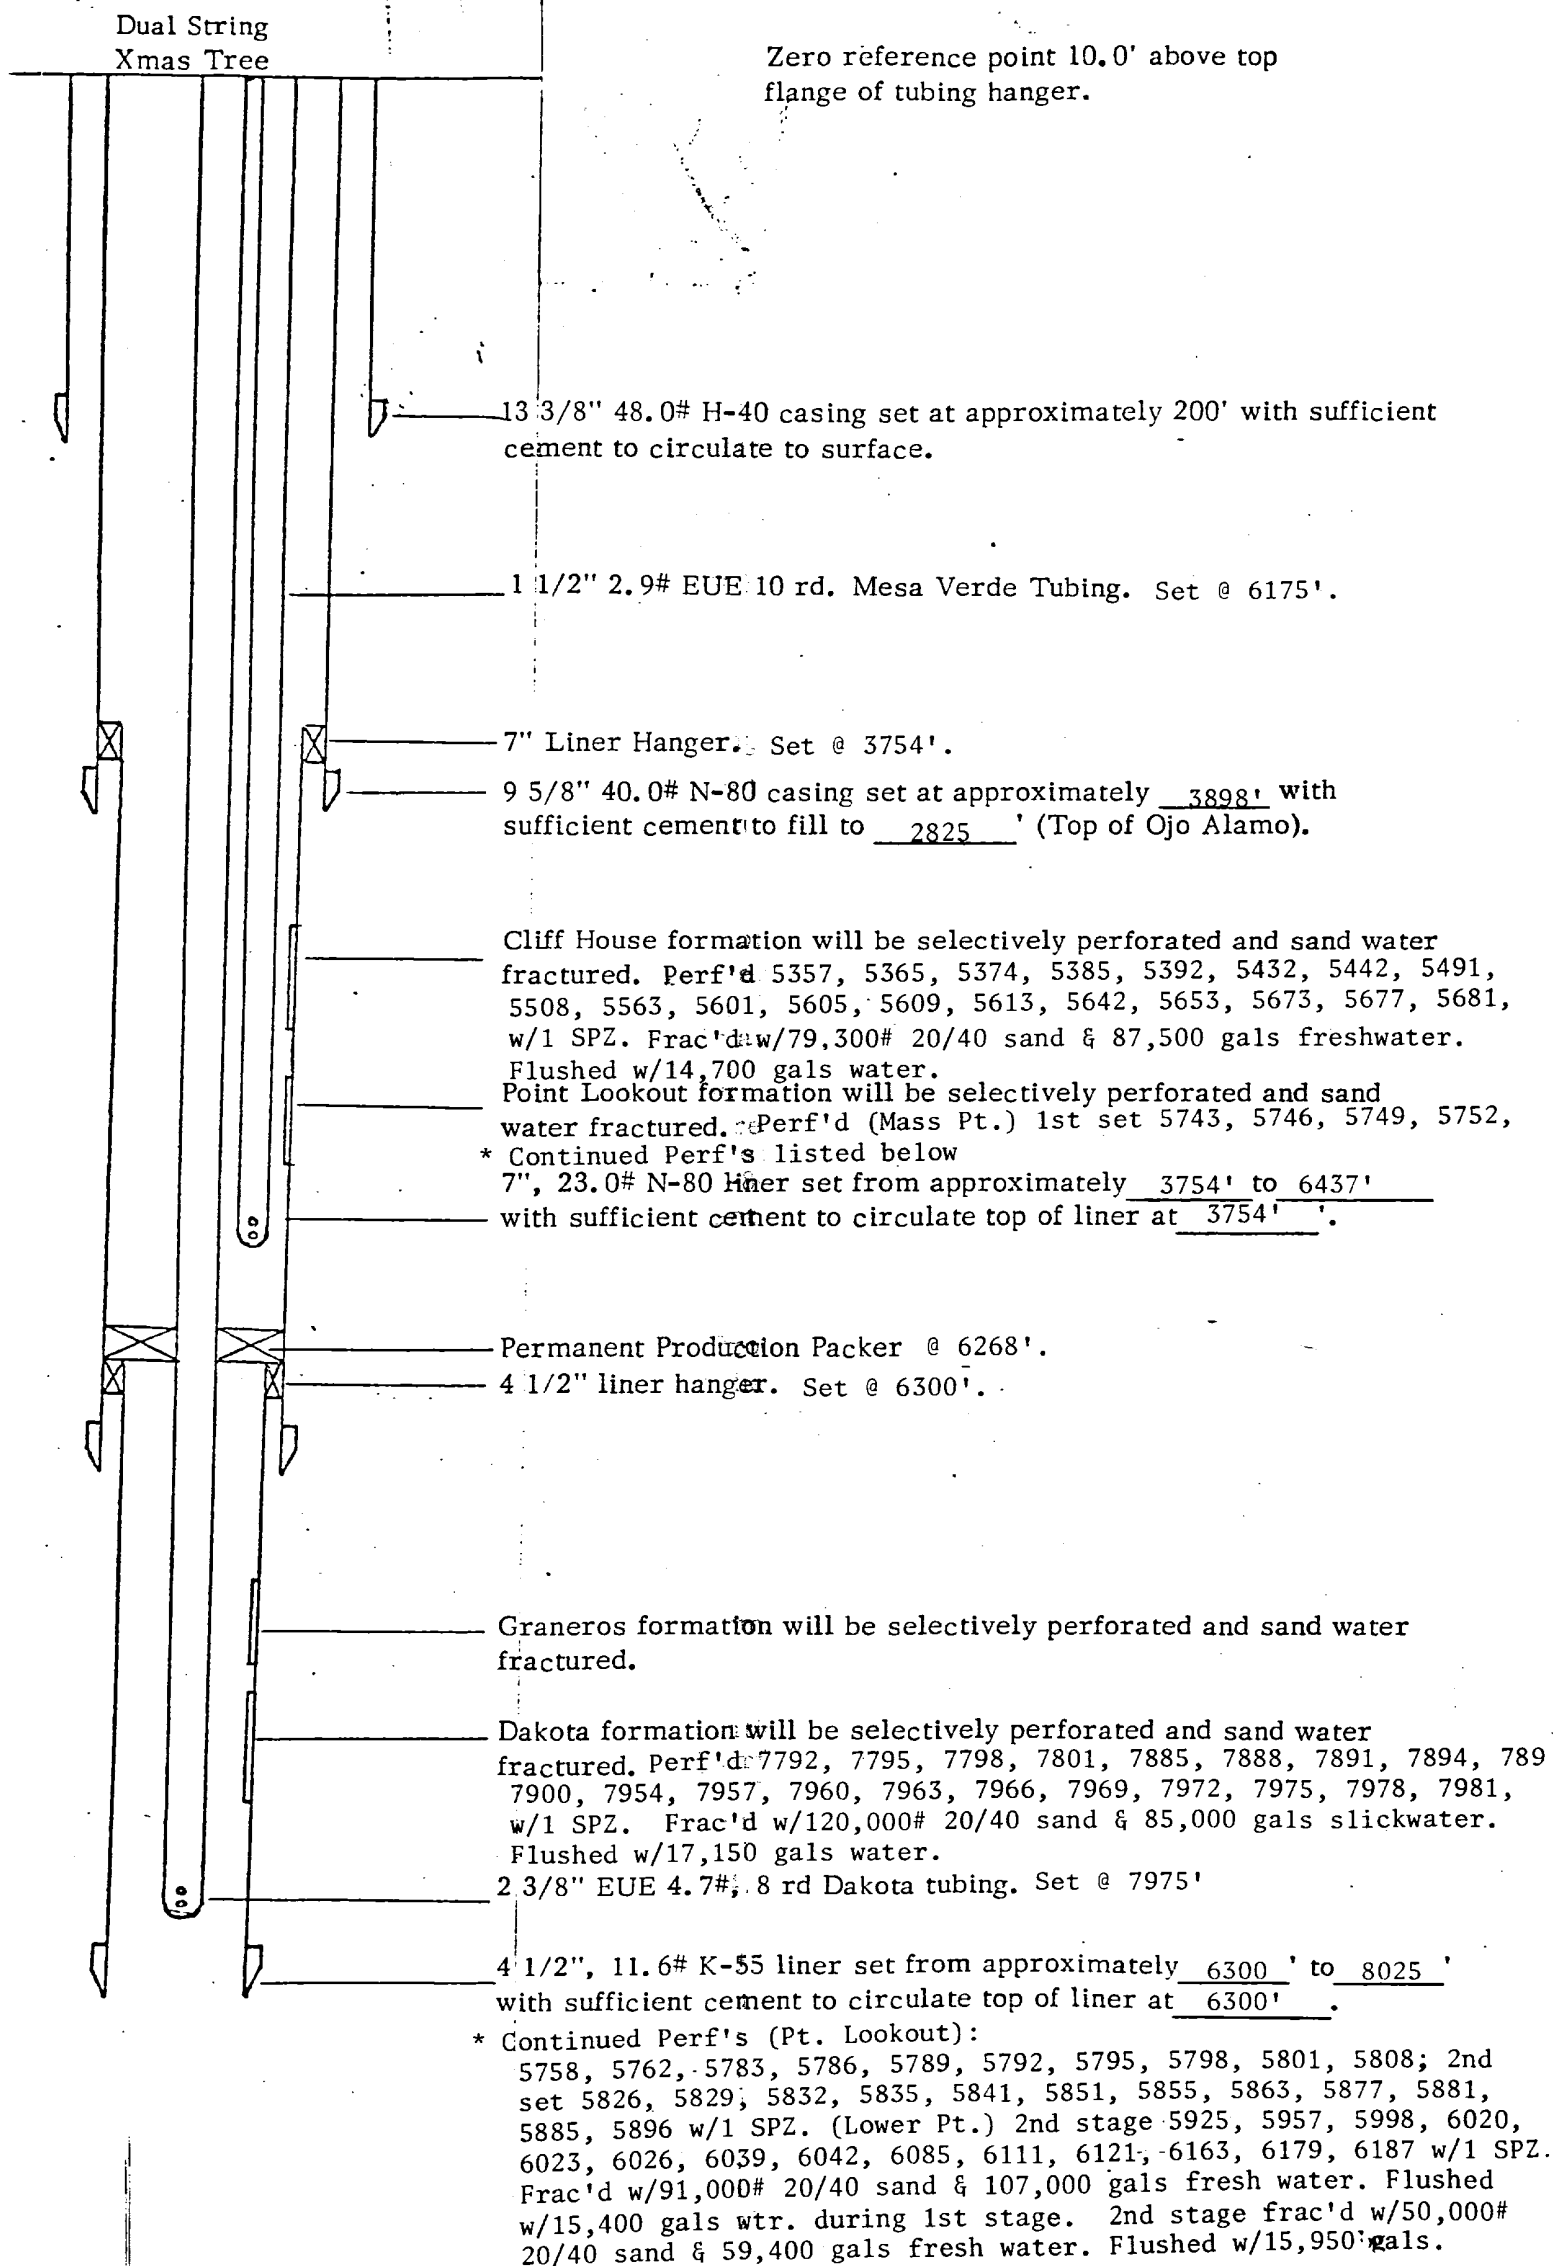 Dual String
Xmas Tree
Zero reference point 10.0' above top
flange of tubing hanger.
13 3/8" 48.0# H-40 casing set at approximately 200' with sufficient
cement to circulate to surface.
1 1/2" 2.9# EUE 10 rd. Mesa Verde Tubing. Set @ 6175'.
7" Liner Hanger. Set @ 3754'.
9 5/8" 40.0# N-80 casing set at approximately 3898' with
sufficient cement to fill to 2825 ' (Top of Ojo Alamo).
Cliff House formation will be selectively perforated and sand water
fractured. Perf'd 5357, 5365, 5374, 5385, 5392, 5432, 5442, 5491,
5508, 5563, 5601, 5605, 5609, 5613, 5642, 5653, 5673, 5677, 5681,
w/1 SPZ. Frac'd w/79,300# 20/40 sand & 87,500 gals freshwater.
Flushed w/14,700 gals water.
Point Lookout formation will be selectively perforated and sand
water fractured. Perf'd (Mass Pt.) 1st set 5743, 5746, 5749, 5752,
* Continued Perf's listed below
7", 23.0# N-80 liner set from approximately 3754' to 6437'
with sufficient cement to circulate top of liner at 3754' '.
Permanent Production Packer @ 6268'.
4 1/2" liner hanger. Set @ 6300'.
Graneros formation will be selectively perforated and sand water
fractured.
Dakota formation will be selectively perforated and sand water
fractured. Perf'd 7792, 7795, 7798, 7801, 7885, 7888, 7891, 7894, 789
7900, 7954, 7957, 7960, 7963, 7966, 7969, 7972, 7975, 7978, 7981,
w/1 SPZ. Frac'd w/120,000# 20/40 sand & 85,000 gals slickwater.
Flushed w/17,150 gals water.
2 3/8" EUE 4.7#, 8 rd Dakota tubing. Set @ 7975'
4 1/2", 11.6# K-55 liner set from approximately 6300 ' to 8025 '
with sufficient cement to circulate top of liner at 6300' .
* Continued Perf's (Pt. Lookout):
5758, 5762, 5783, 5786, 5789, 5792, 5795, 5798, 5801, 5808; 2nd
set 5826, 5829, 5832, 5835, 5841, 5851, 5855, 5863, 5877, 5881,
5885, 5896 w/1 SPZ. (Lower Pt.) 2nd stage 5925, 5957, 5998, 6020,
6023, 6026, 6039, 6042, 6085, 6111, 6121, 6163, 6179, 6187 w/1 SPZ.
Frac'd w/91,000# 20/40 sand & 107,000 gals fresh water. Flushed
w/15,400 gals wtr. during 1st stage. 2nd stage frac'd w/50,000#
20/40 sand & 59,400 gals fresh water. Flushed w/15,950 gals.